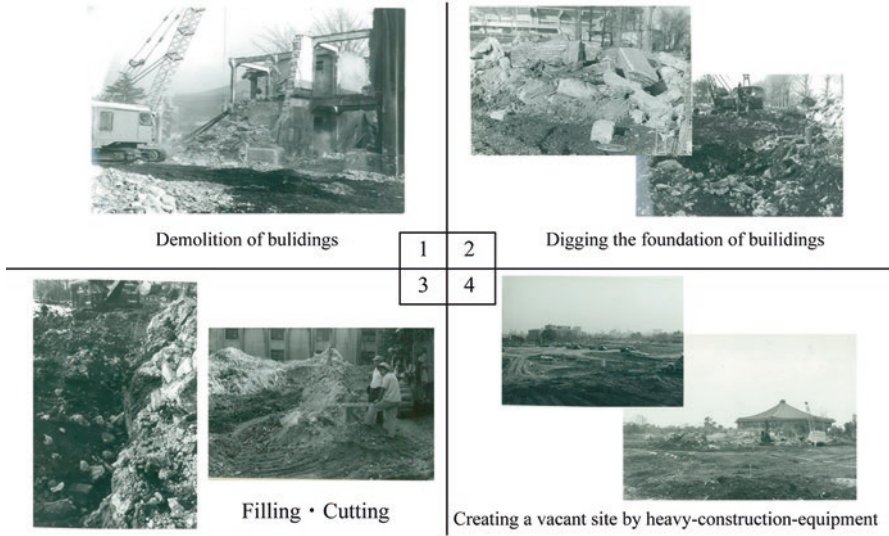 Demolition of bulidings
Digging the foundation of builidings
1 2
3 4
Filling・Cutting
Creating a vacant site by heavy-construction-equipment